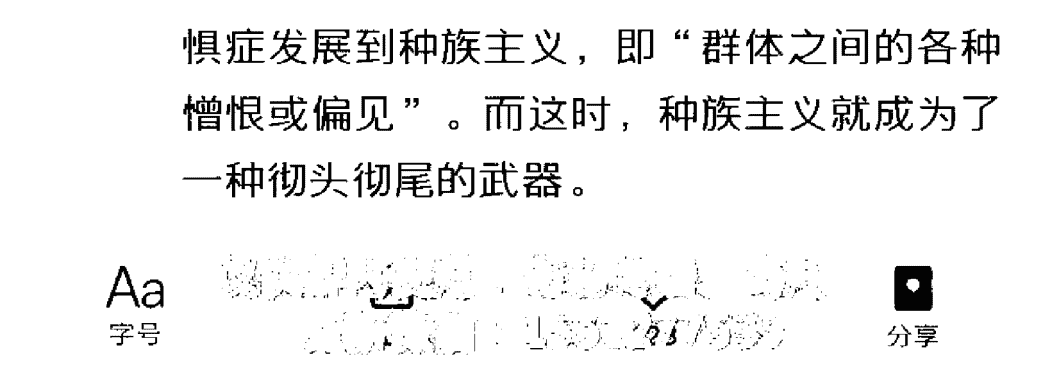 惧症发展到种族主义，即“群体之间的各种
憎恨或偏见”。而这时，种族主义就成为了
一种彻头彻尾的武器。
Aa
字号
分享